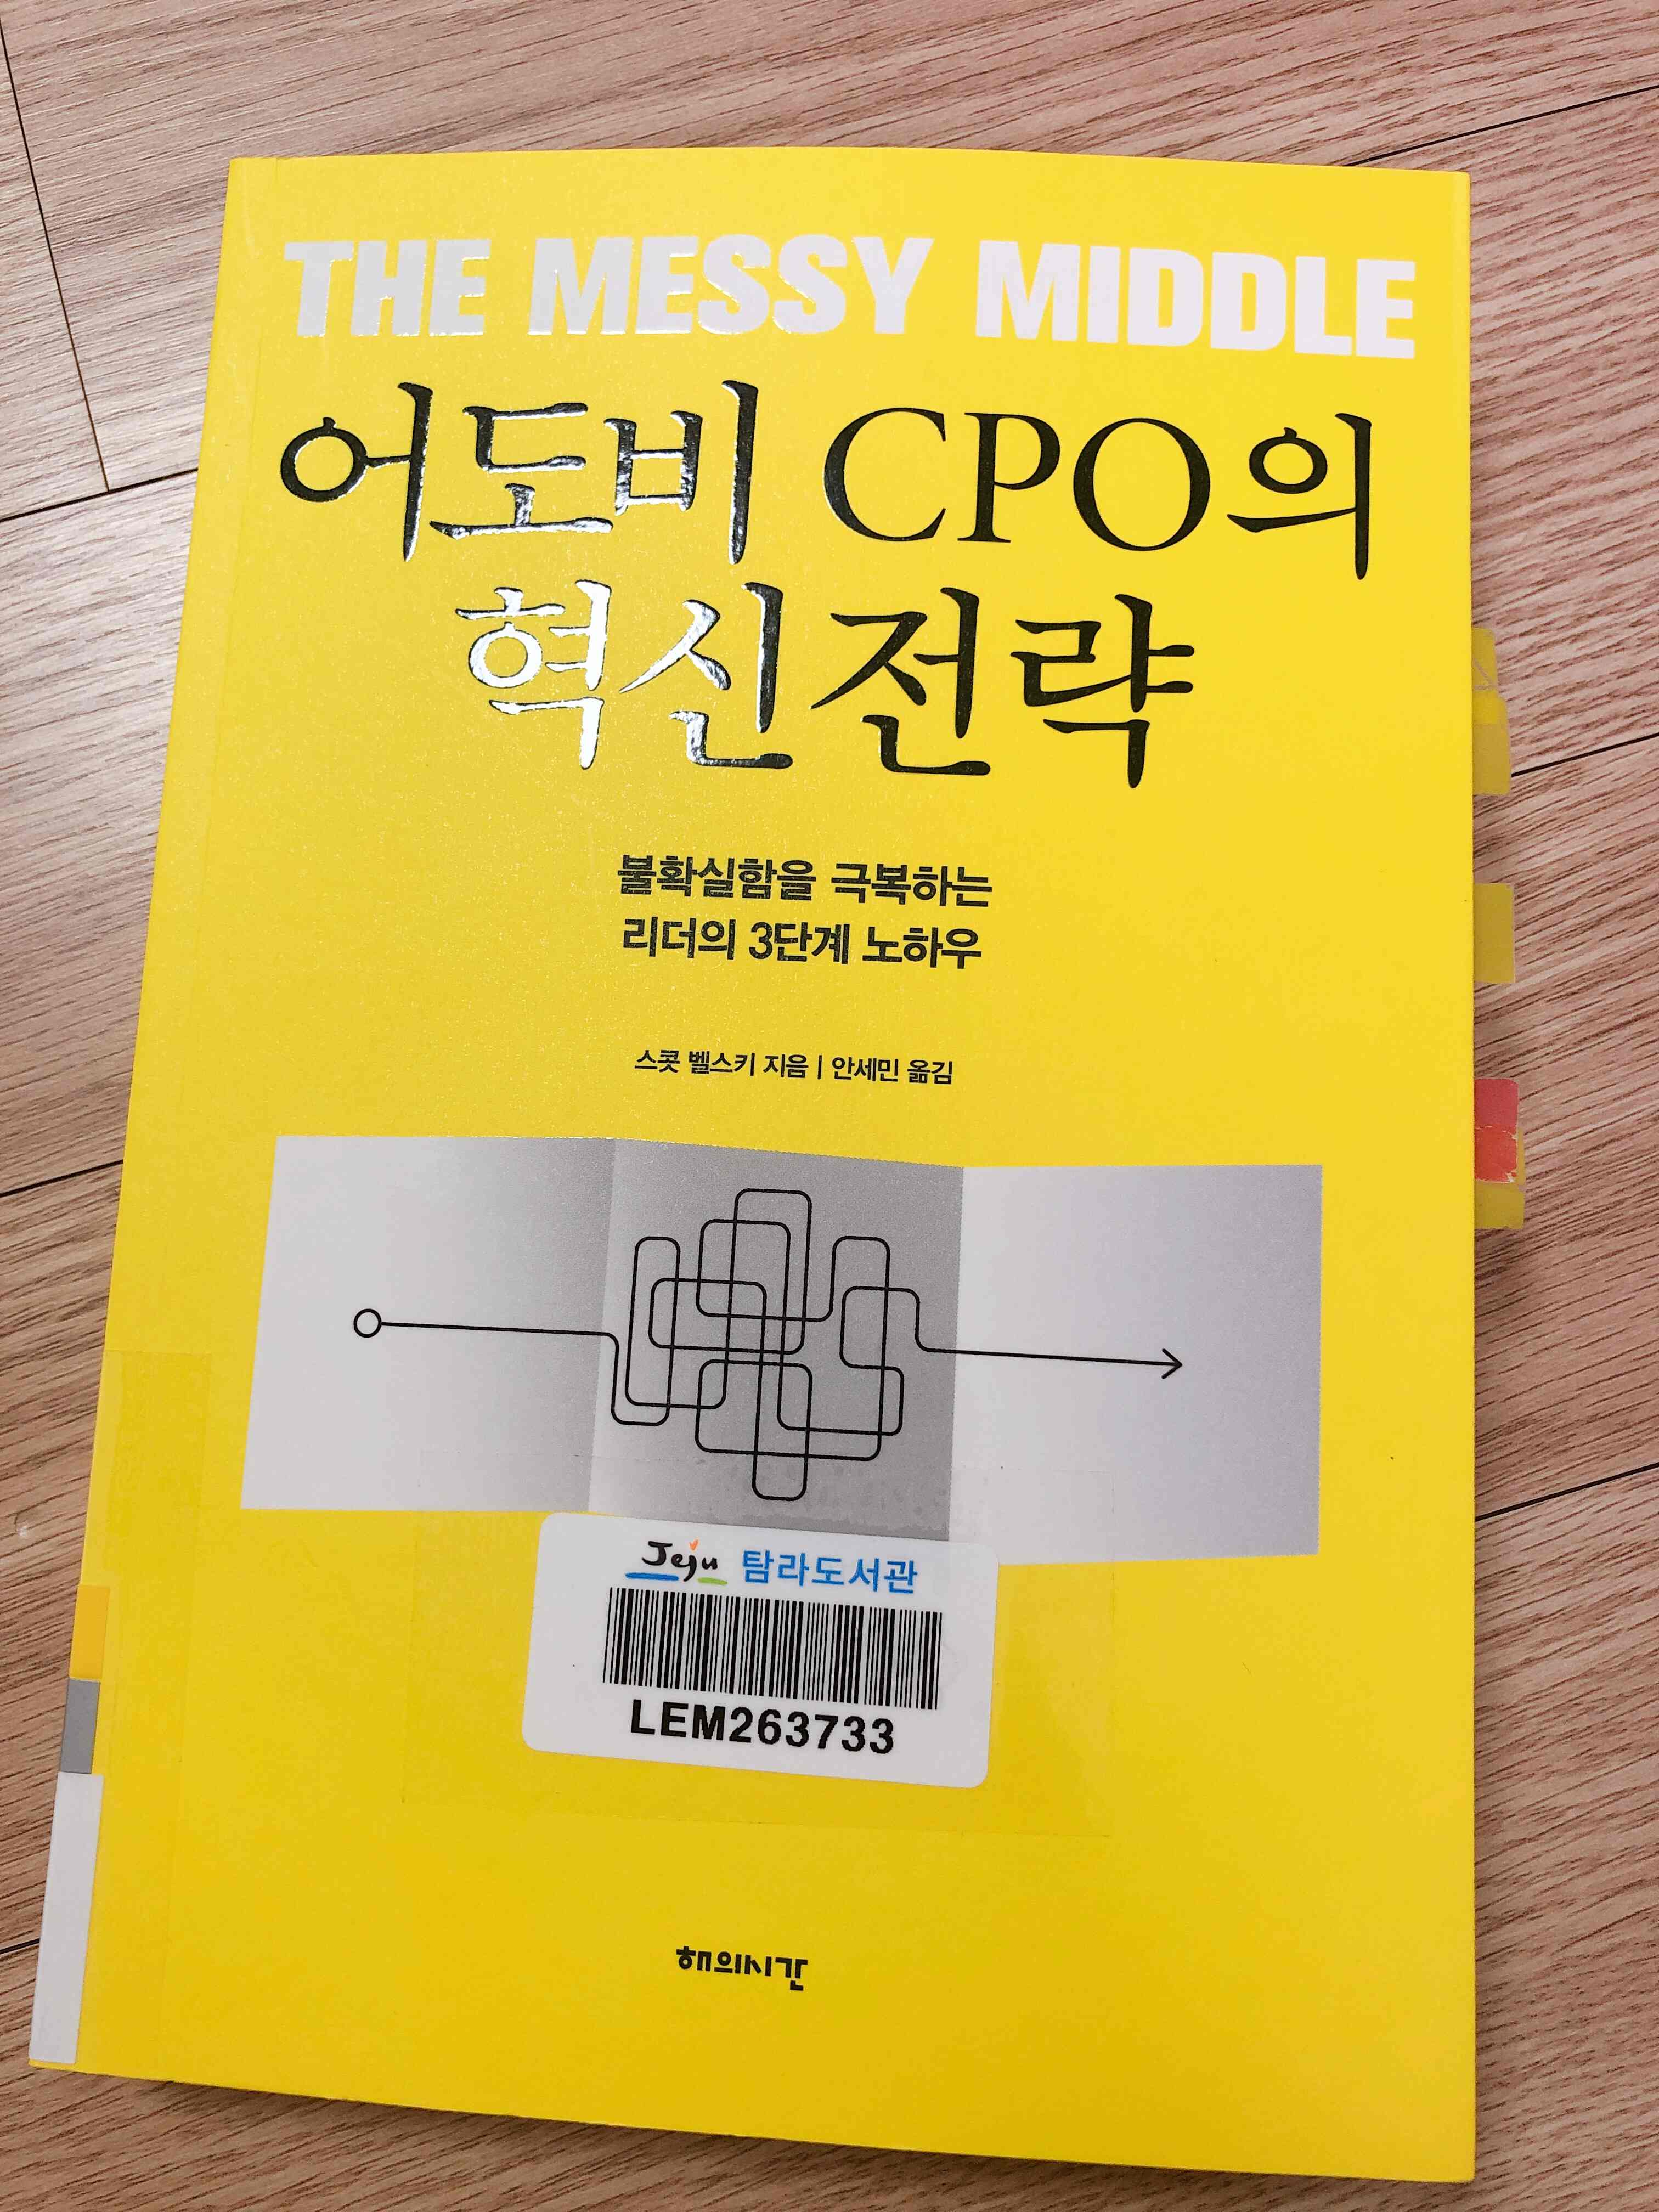 THE MESSY MIDDLE
어도비 CPO의
혁신 전략
불확실함을 극복하는
리더의 3단계 노하우
스콧 벨스키 지음 | 안세민 옮김
Jeju 탐라도서관
LEM263733
해의시간